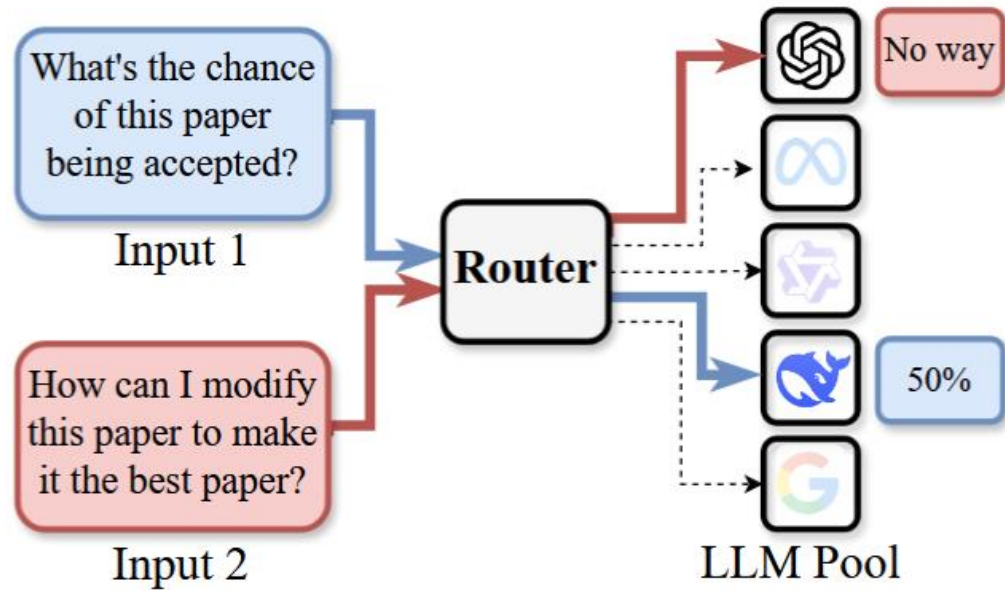 What's the chance
of this paper
being accepted?
Input 1
How can I modify
this paper to make
it the best paper?
Input 2
Router
No way
50%
LLM Pool